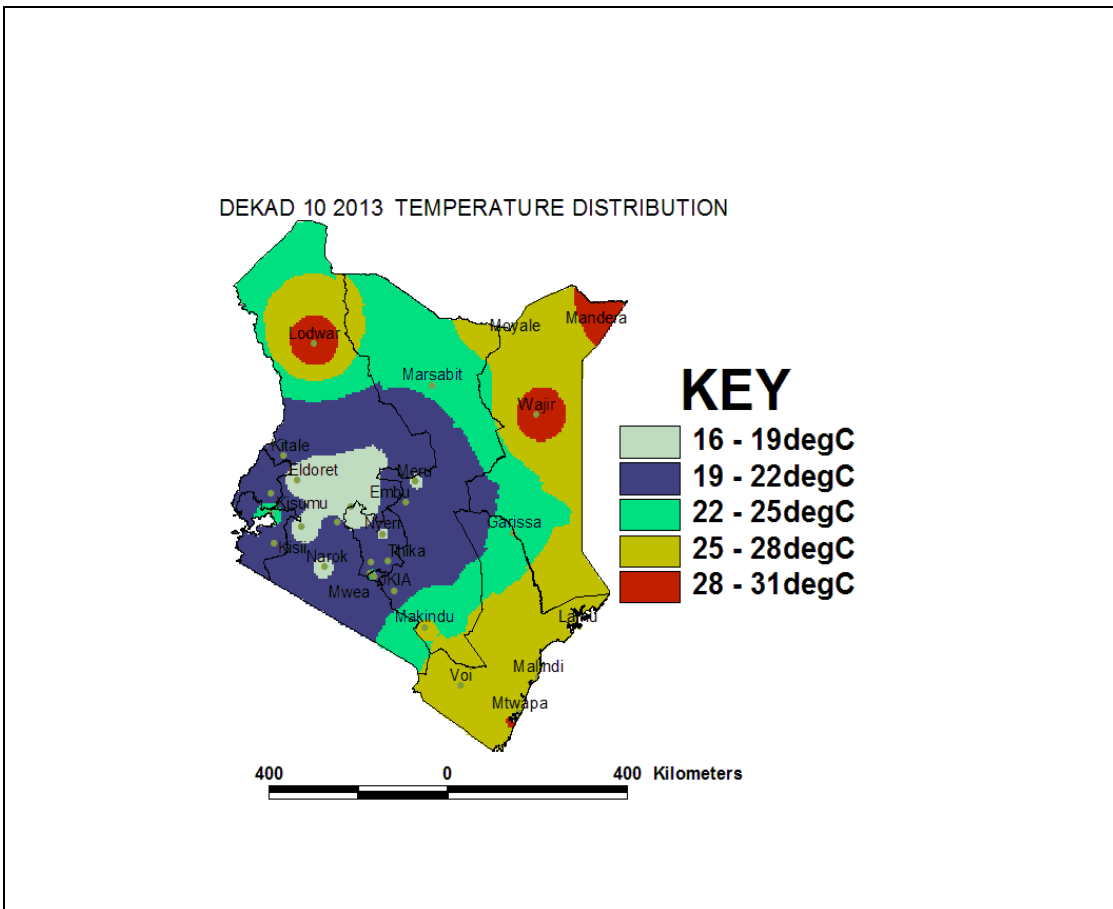 DEKAD 10 2013 TEMPERATURE DISTRIBUTION
Mandera
Moyale
Lodwar
Marsabit
Wajir
KEY
16 - 19degC
19 - 22degC
22 - 25degC
25 - 28degC
28 - 31degC
Kitale
Eldoret
Meru
Embu
Kisumu
Nyeri
Garissa
Kisii
Thika
Narok
JKIA
Mwea
Makindu
Lamu
Malindi
Voi
Mtwapa
400 0 400 Kilometers